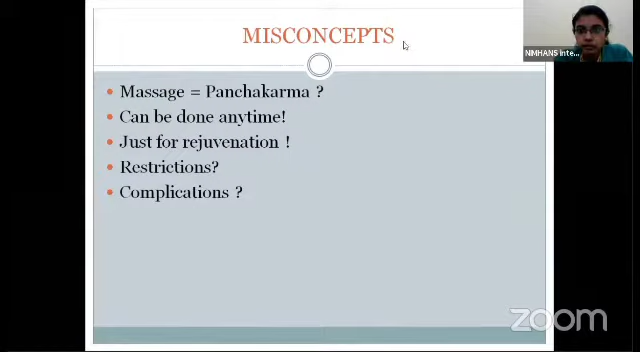 MISCONCEPTS
NIMHANS Inte...
Massage = Panchakarma ?
Can be done anytime!
Just for rejuvenation !
Restrictions?
Complications ?
zoom